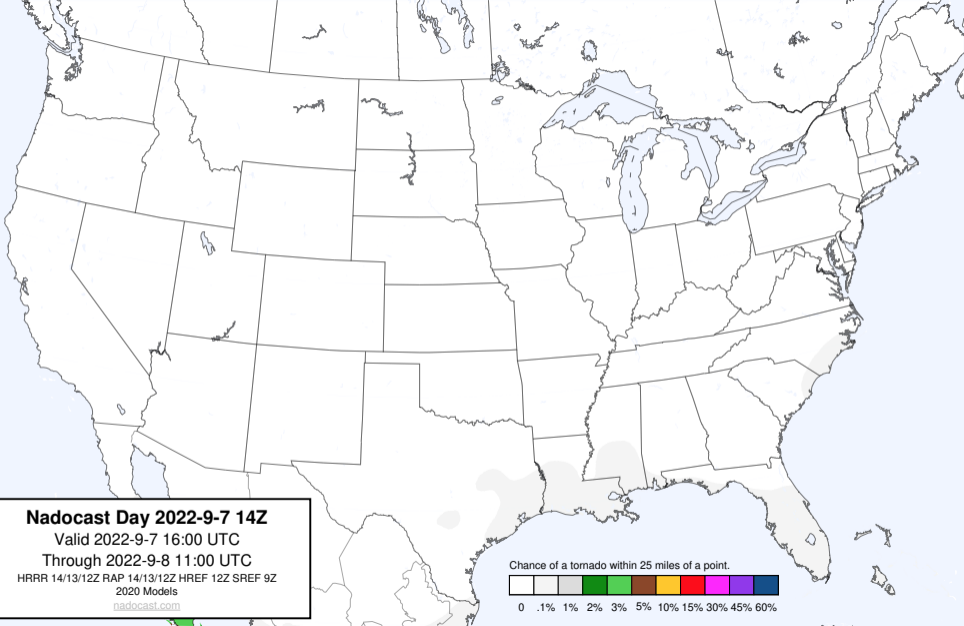 Nadocast Day 2022-9-7 14Z
Valid 2022-9-7 16:00 UTC
Through 2022-9-8 11:00 UTC
HRRR 14/13/12Z RAP 14/13/12Z HREF 12Z SREF 9Z
2020 Models
nadocast.com
Chance of a tornado within 25 miles of a point.
0 .1% 1% 2% 3% 5% 10% 15% 30% 45% 60%